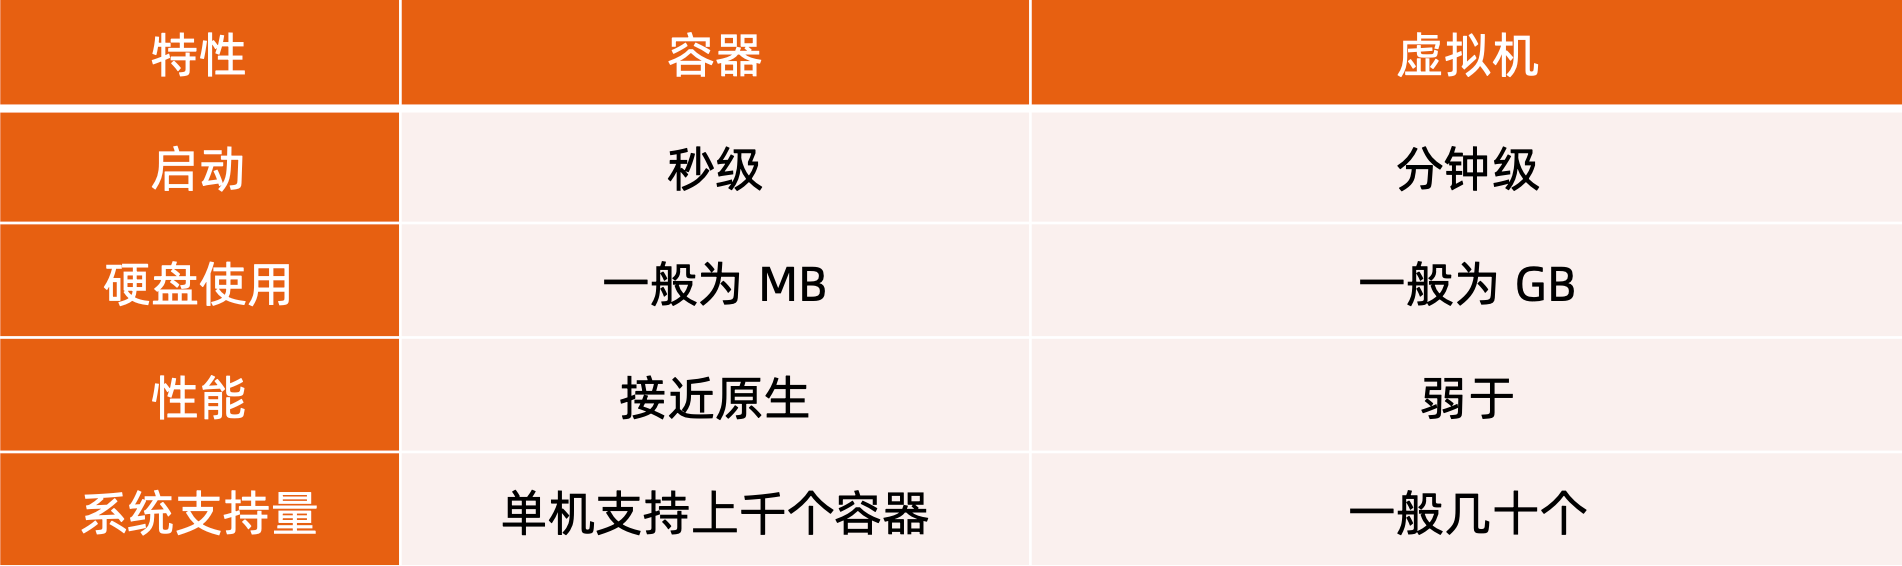 特性 容器 虚拟机
启动 秒级 分钟级
硬盘使用 一般为 MB 一般为 GB
性能 接近原生 弱于
系统支持量 单机支持上千个容器 一般几十个